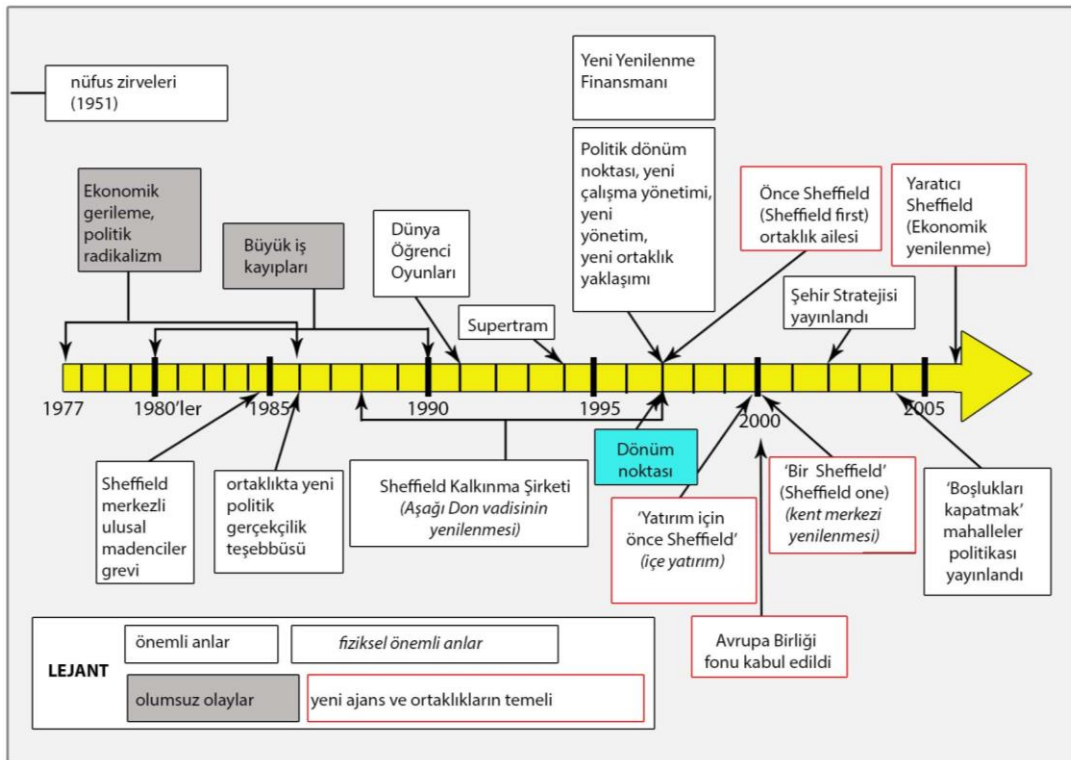 nüfus zirveleri
(1951)
Yeni Yenilenme
Finansmanı
Politik dönüm
noktası, yeni
çalışma yönetimi,
yeni
yönetim,
yeni ortaklık
yaklaşımı
Ekonomik
gerileme,
politik
radikalizm
Büyük iş
kayıpları
Dünya
Öğrenci
Oyunları
Supertram
Önce Sheffield
(Sheffield first)
ortaklık ailesi
Şehir Stratejisi
yayınlandı
Yaratıcı
Sheffield
(Ekonomik
yenilenme)
1977
1980'ler
1985
1990
1995
2000
2005
Sheffield
merkezli
ulusal
madenciler
grevi
ortaklıkta yeni
politik
gerçekçilik
teşebbüsü
Sheffield Kalkınma Şirketi
(Aşağı Don vadisinin
yenilenmesi)
Dönüm
noktası
'Yatırım için
önce Sheffield'
(içe yatırım)
'Bir Sheffield'
(Sheffield one)
(kent merkezi
yenilenmesi)
'Boşlukları
kapatmak'
mahalleler
politikası
yayınlandı
Avrupa Birliği
fonu kabul edildi
LEJANT
önemli anlar
fiziksel önemli anlar
olumsuz olaylar
yeni ajans ve ortaklıkların temeli